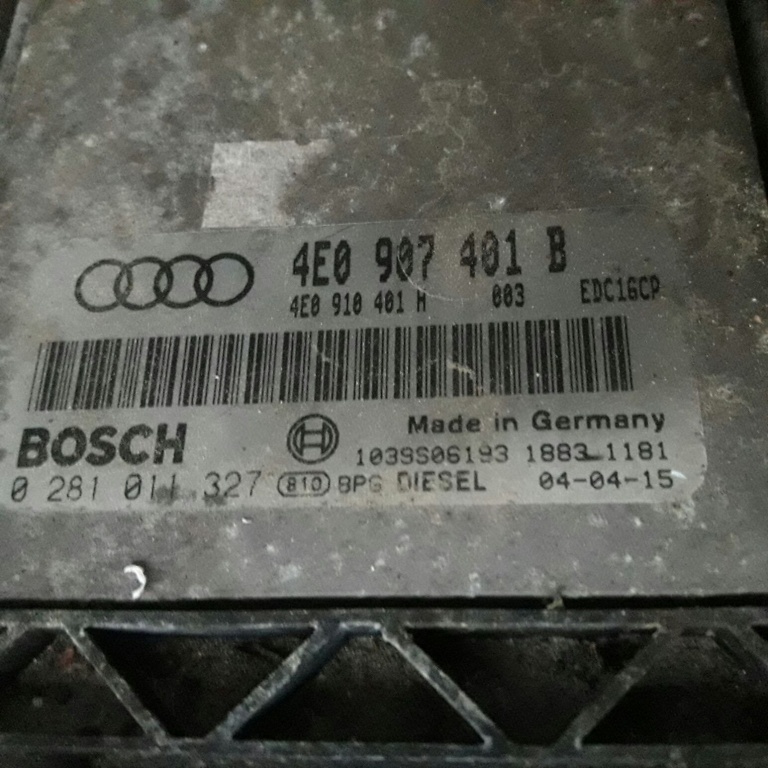 4E0 907 401 B
4E0 910 401 H 003 EDC16CP
BOSCH Made in Germany
1039S06193 1883 1181
0 281 011 327 810 BPG DIESEL 04-04-15